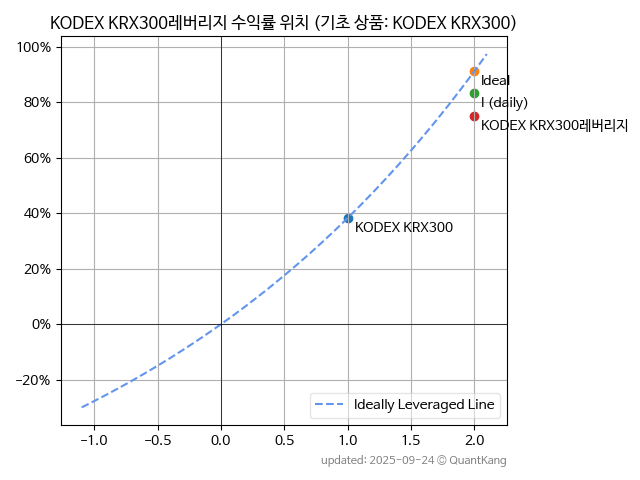 KODEX KRX300레버리지 수익률 위치 (기초 상품: KODEX KRX300)
100%
80%
60%
40%
20%
0%
−20%
Ideal
I (daily)
KODEX KRX300레버리지
KODEX KRX300
Ideally Leveraged Line
−1.0 −0.5 0.0 0.5 1.0 1.5 2.0
updated: 2025-09-24 © QuantKang